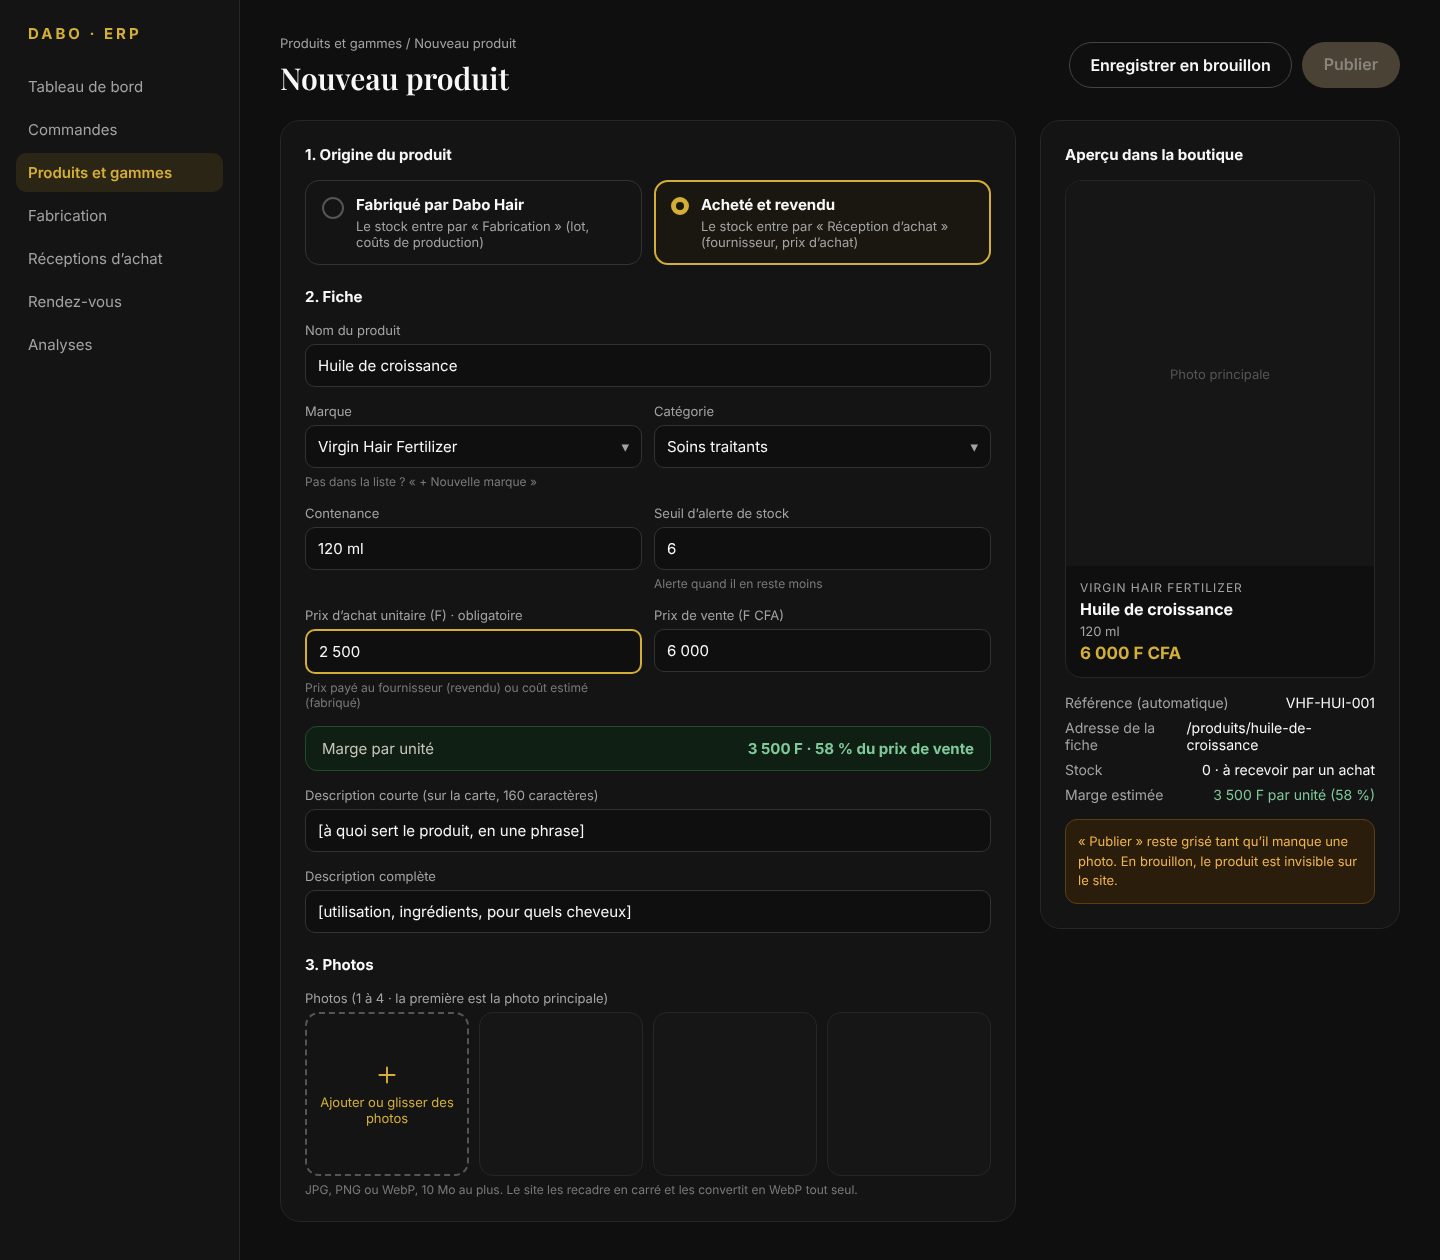 DABO · ERP
Tableau de bord
Commandes
Produits et gammes
Fabrication
Réceptions d’achat
Rendez-vous
Analyses
Produits et gammes / Nouveau produit
Nouveau produit
Enregistrer en brouillon
Publier
1. Origine du produit
Fabriqué par Dabo Hair
Le stock entre par « Fabrication » (lot,
coûts de production)
Acheté et revendu
Le stock entre par « Réception d’achat »
(fournisseur, prix d’achat)
2. Fiche
Nom du produit
Huile de croissance
Marque
Virgin Hair Fertilizer ▾
Pas dans la liste ? « + Nouvelle marque »
Catégorie
Soins traitants ▾
Contenance
120 ml
Seuil d’alerte de stock
6
Alerte quand il en reste moins
Prix d’achat unitaire (F) · obligatoire
2 500
Prix payé au fournisseur (revendu) ou coût estimé
(fabriqué)
Prix de vente (F CFA)
6 000
Marge par unité 3 500 F · 58 % du prix de vente
Description courte (sur la carte, 160 caractères)
[à quoi sert le produit, en une phrase]
Description complète
[utilisation, ingrédients, pour quels cheveux]
3. Photos
Photos (1 à 4 · la première est la photo principale)
+
Ajouter ou glisser des
photos
JPG, PNG ou WebP, 10 Mo au plus. Le site les recadre en carré et les convertit en WebP tout seul.
Aperçu dans la boutique
Photo principale
VIRGIN HAIR FERTILIZER
Huile de croissance
120 ml
6 000 F CFA
Référence (automatique) VHF-HUI-001
Adresse de la /produits/huile-de-
fiche croissance
Stock 0 · à recevoir par un achat
Marge estimée 3 500 F par unité (58 %)
« Publier » reste grisé tant qu’il manque une
photo. En brouillon, le produit est invisible sur
le site.